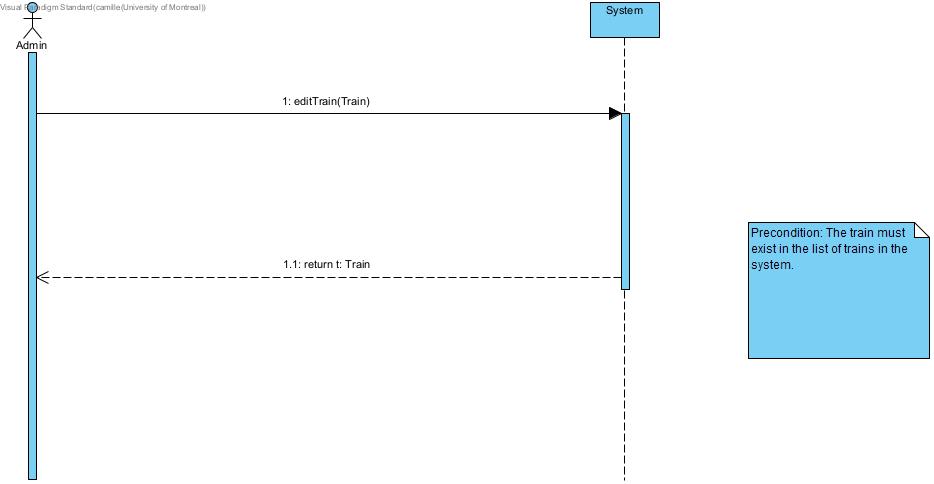 Visual Paradigm Standard(camille(University of Montreal))
System
Admin
1: editTrain(Train)
Precondition: The train must
exist in the list of trains in the
system.
1.1: return t: Train